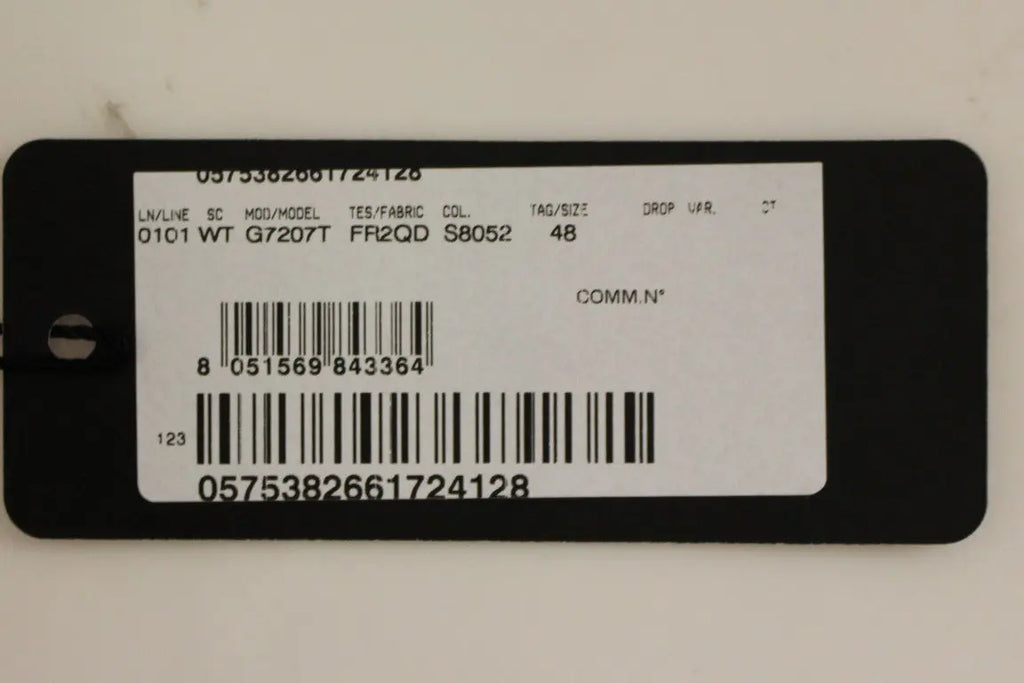 0575382661724128
LN/LINE SC MOD/MODEL TES/FABRIC COL. TAG/SIZE DROP VAR. CT
0101 WT G7207T FR2QD S8052 48
COMM.N°
8 051569 843364
123
0575382661724128